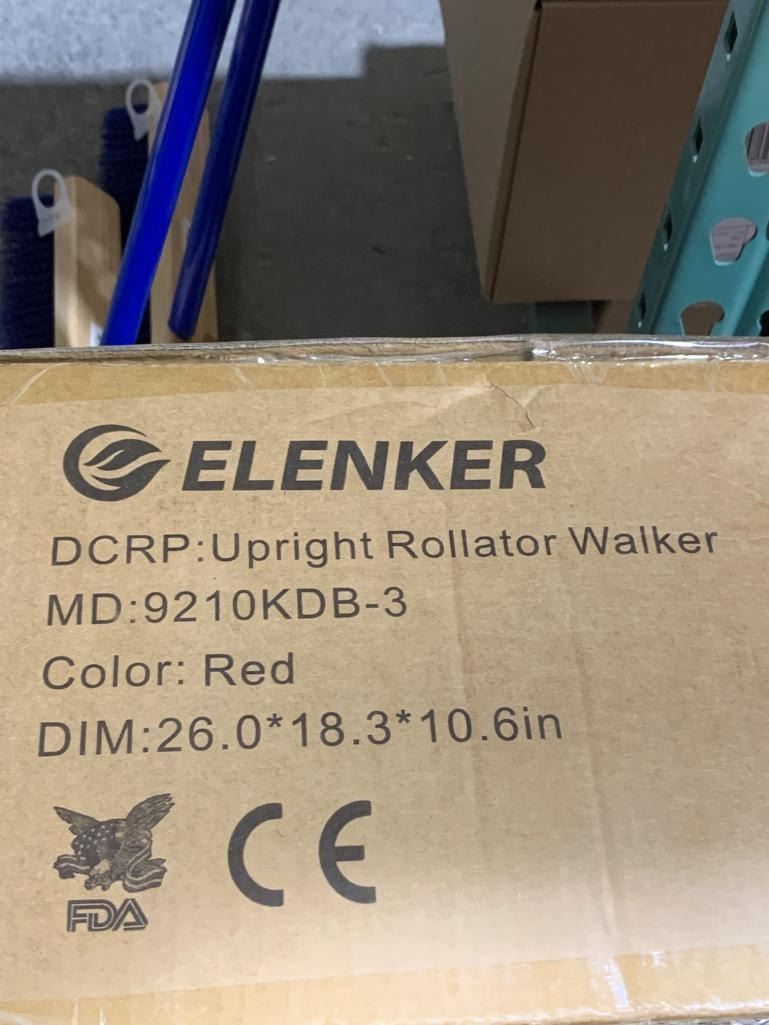 ELENKER
DCRP:Upright Rollator Walker
MD:9210KDB-3
Color: Red
DIM:26.0*18.3*10.6in
FDA
CE